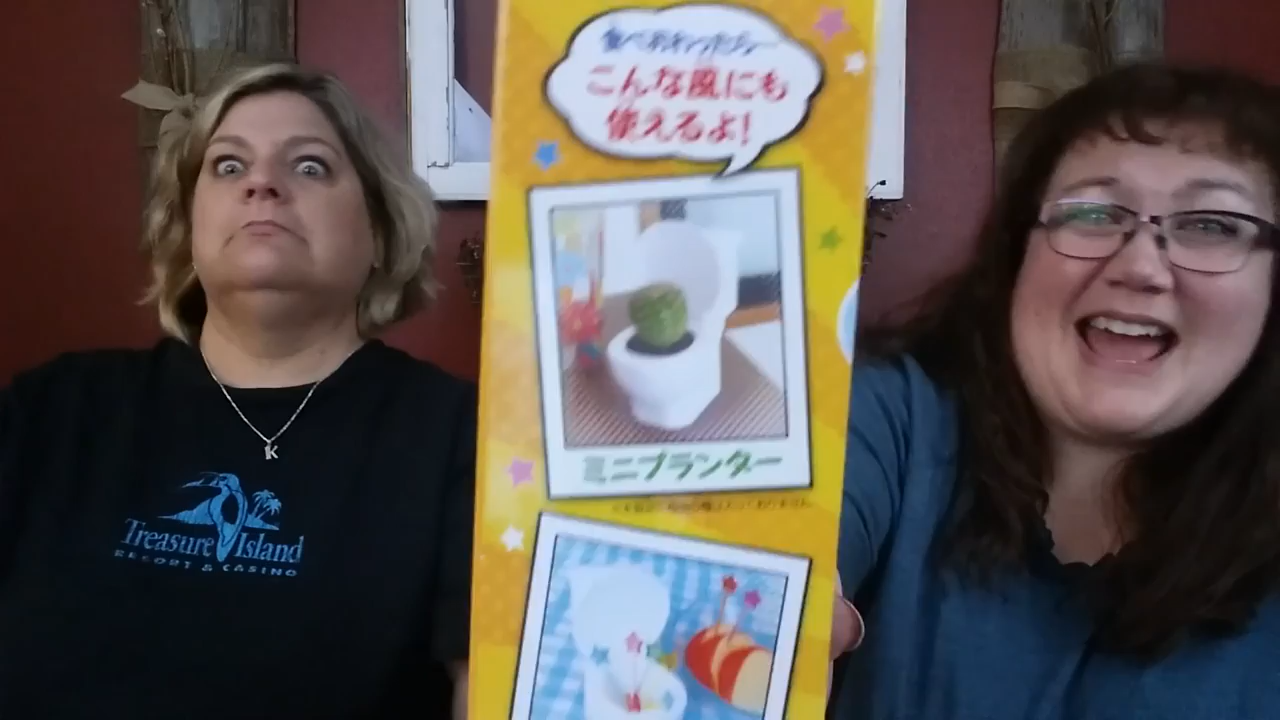 食べおわったら…
こんな風にも
使えるよ!
ミニプランター
K
Treasure Island
RESORT & CASINO